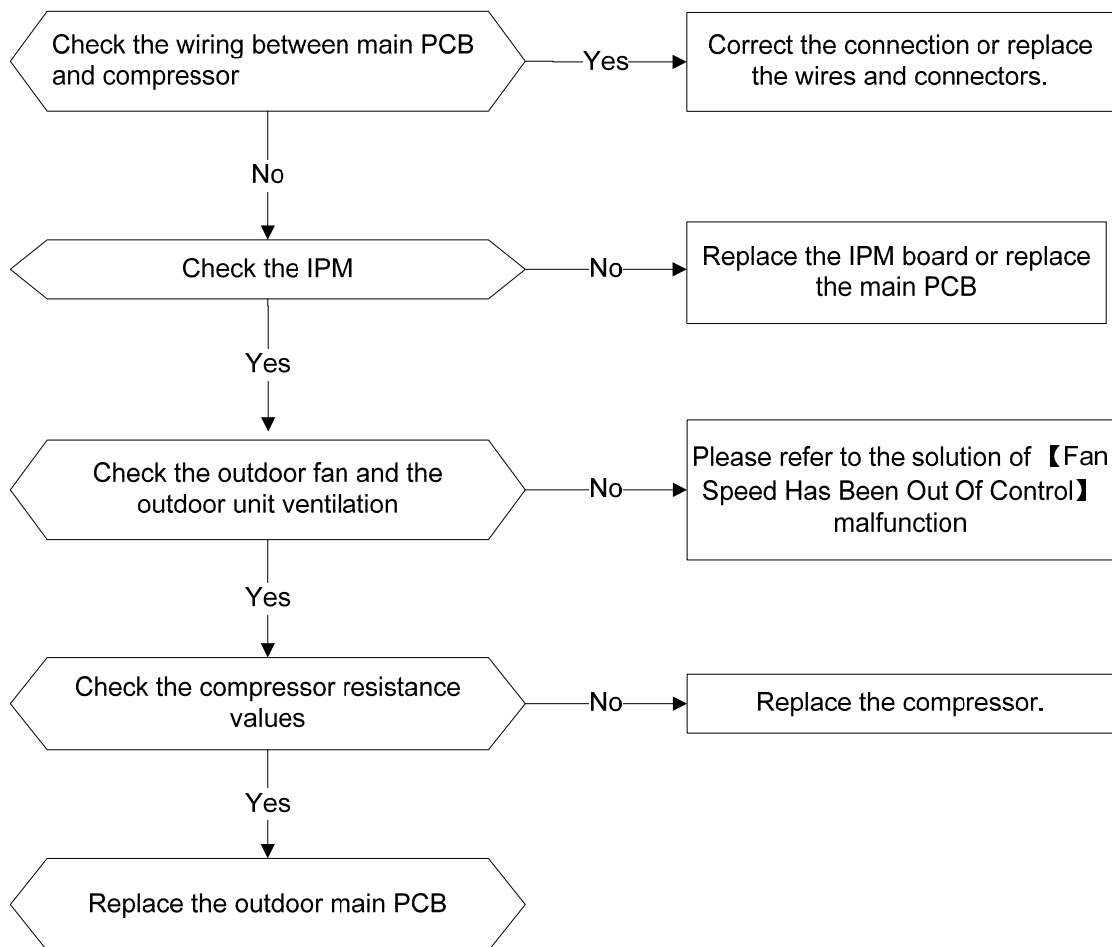 Check the wiring between main PCB
and compressor
Yes
Correct the connection or replace
the wires and connectors.
No
Check the IPM
No
Replace the IPM board or replace
the main PCB
Yes
Check the outdoor fan and the
outdoor unit ventilation
No
Please refer to the solution of 【Fan
Speed Has Been Out Of Control】
malfunction
Yes
Check the compressor resistance
values
No
Replace the compressor.
Yes
Replace the outdoor main PCB